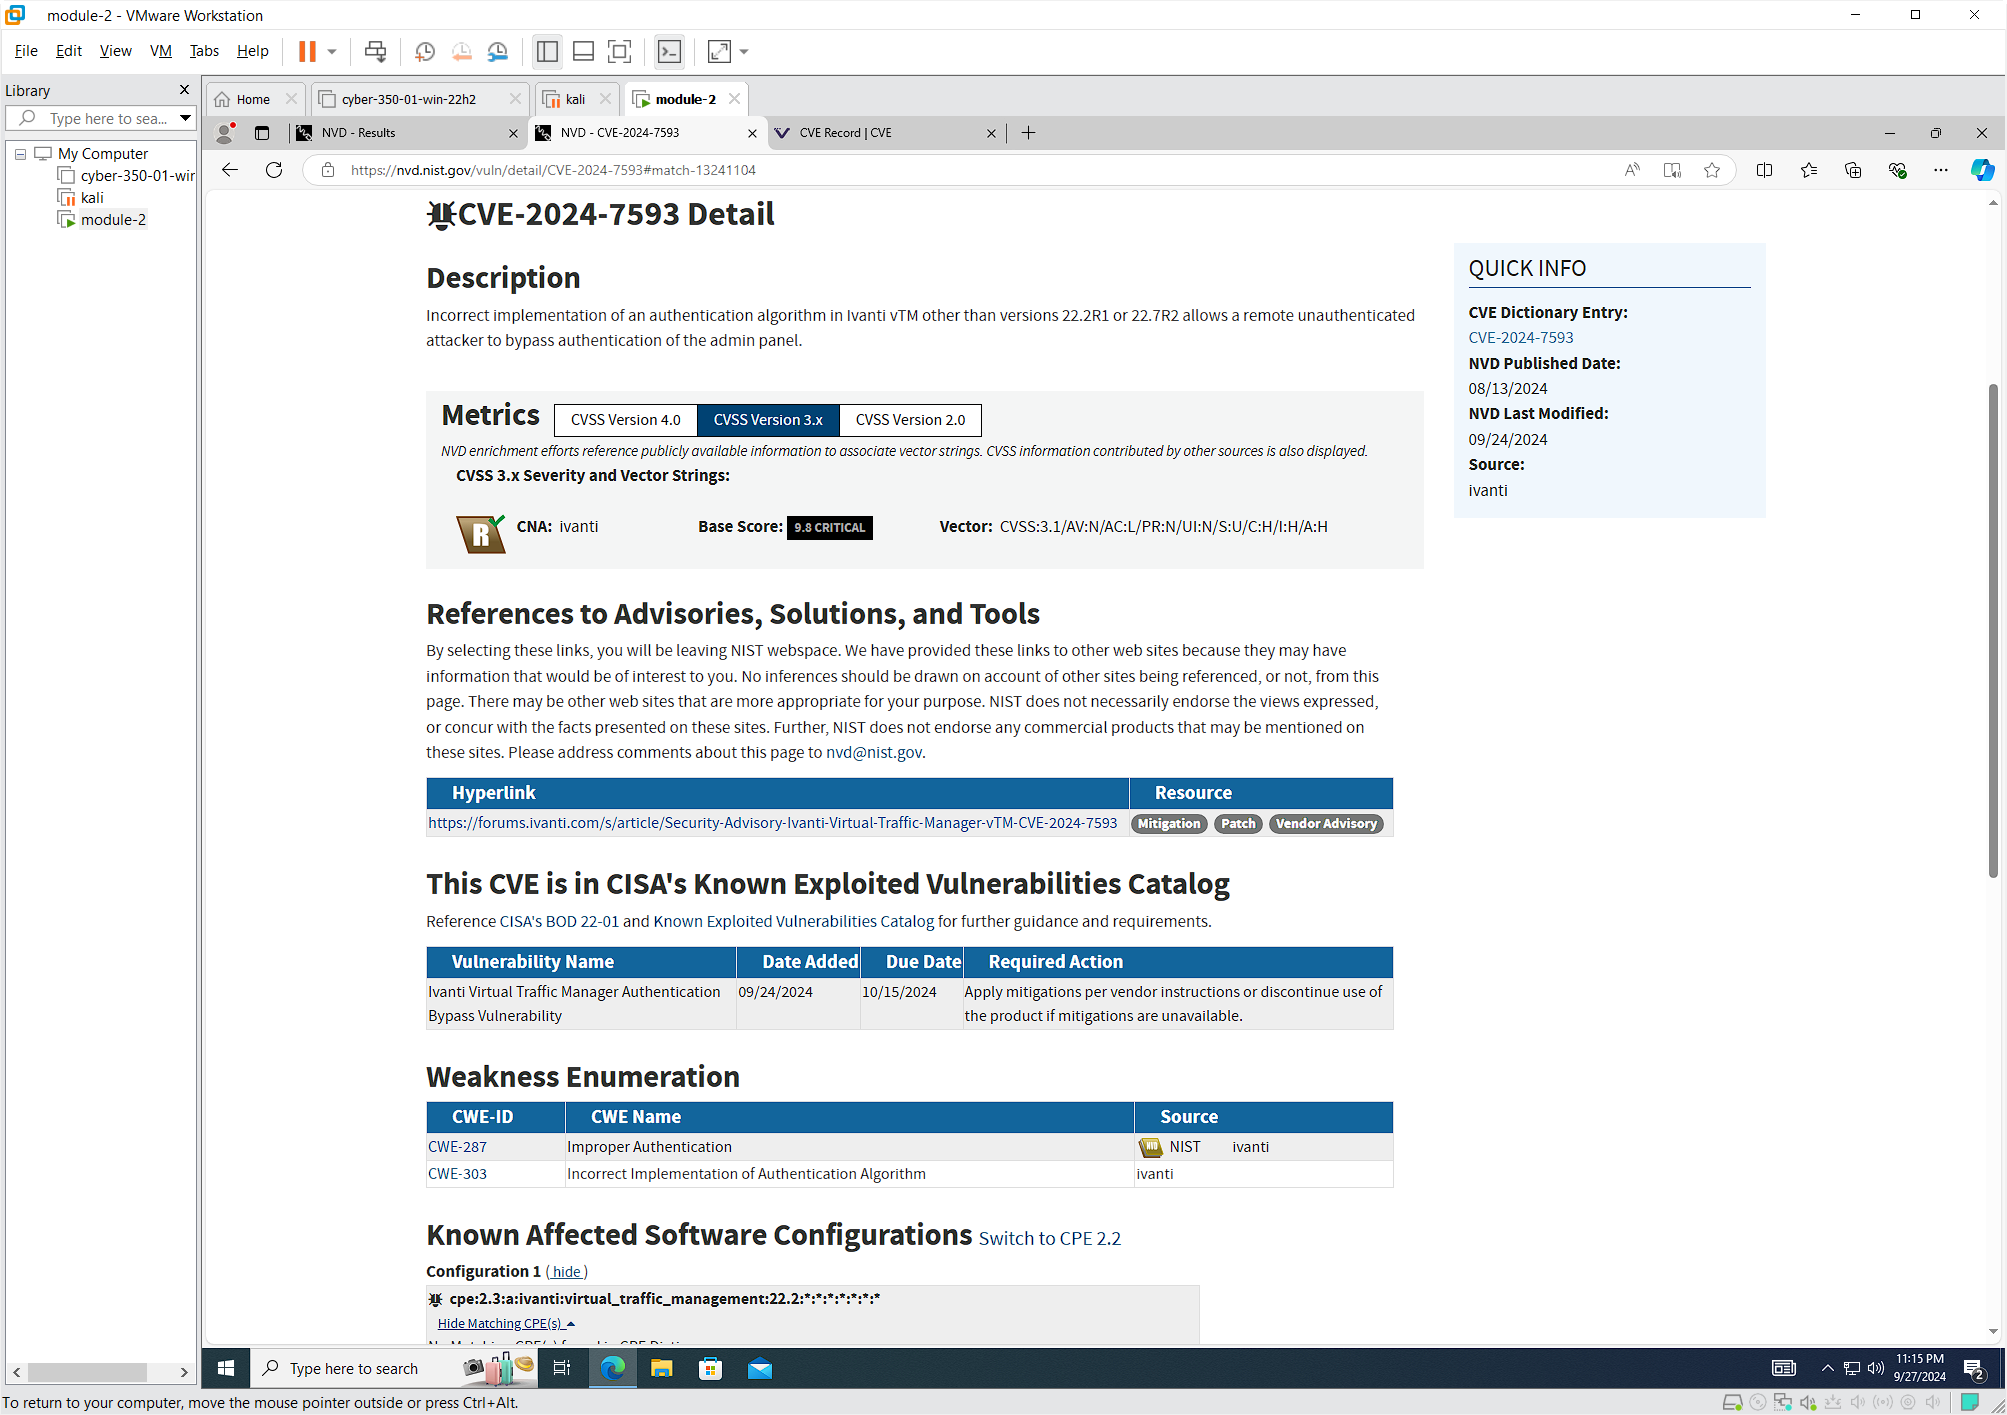 module-2 - VMware Workstation
File Edit View VM Tabs Help
Library
Type here to sea...
My Computer
cyber-350-01-wir
kali
module-2
Home
cyber-350-01-win-22h2
kali
module-2
NVD - Results
NVD - CVE-2024-7593
CVE Record | CVE
https://nvd.nist.gov/vuln/detail/CVE-2024-7593#match-13241104
CVE-2024-7593 Detail
Description
Incorrect implementation of an authentication algorithm in Ivanti vTM other than versions 22.2R1 or 22.7R2 allows a remote unauthenticated
attacker to bypass authentication of the admin panel.
QUICK INFO
CVE Dictionary Entry:
CVE-2024-7593
NVD Published Date:
08/13/2024
NVD Last Modified:
09/24/2024
Source:
ivanti
Metrics CVSS Version 4.0 CVSS Version 3.x CVSS Version 2.0
NVD enrichment efforts reference publicly available information to associate vector strings. CVSS information contributed by other sources is also displayed.
CVSS 3.x Severity and Vector Strings:
R CNA: ivanti Base Score: 9.8 CRITICAL Vector: CVSS:3.1/AV:N/AC:L/PR:N/UI:N/S:U/C:H/I:H/A:H
References to Advisories, Solutions, and Tools
By selecting these links, you will be leaving NIST webspace. We have provided these links to other web sites because they may have
information that would be of interest to you. No inferences should be drawn on account of other sites being referenced, or not, from this
page. There may be other web sites that are more appropriate for your purpose. NIST does not necessarily endorse the views expressed,
or concur with the facts presented on these sites. Further, NIST does not endorse any commercial products that may be mentioned on
these sites. Please address comments about this page to nvd@nist.gov.
Hyperlink Resource
https://forums.ivanti.com/s/article/Security-Advisory-Ivanti-Virtual-Traffic-Manager-vTM-CVE-2024-7593 Mitigation Patch Vendor Advisory
This CVE is in CISA's Known Exploited Vulnerabilities Catalog
Reference CISA's BOD 22-01 and Known Exploited Vulnerabilities Catalog for further guidance and requirements.
Vulnerability Name Date Added Due Date Required Action
Ivanti Virtual Traffic Manager Authentication 09/24/2024 10/15/2024 Apply mitigations per vendor instructions or discontinue use of
Bypass Vulnerability the product if mitigations are unavailable.
Weakness Enumeration
CWE-ID CWE Name Source
CWE-287 Improper Authentication NIST ivanti
CWE-303 Incorrect Implementation of Authentication Algorithm ivanti
Known Affected Software Configurations Switch to CPE 2.2
Configuration 1 ( hide )
cpe:2.3:a:ivanti:virtual_traffic_management:22.2:*:*:*:*:*:*:*
Hide Matching CPE(s)
Type here to search
11:15 PM
9/27/2024
2
To return to your computer, move the mouse pointer outside or press Ctrl+Alt.